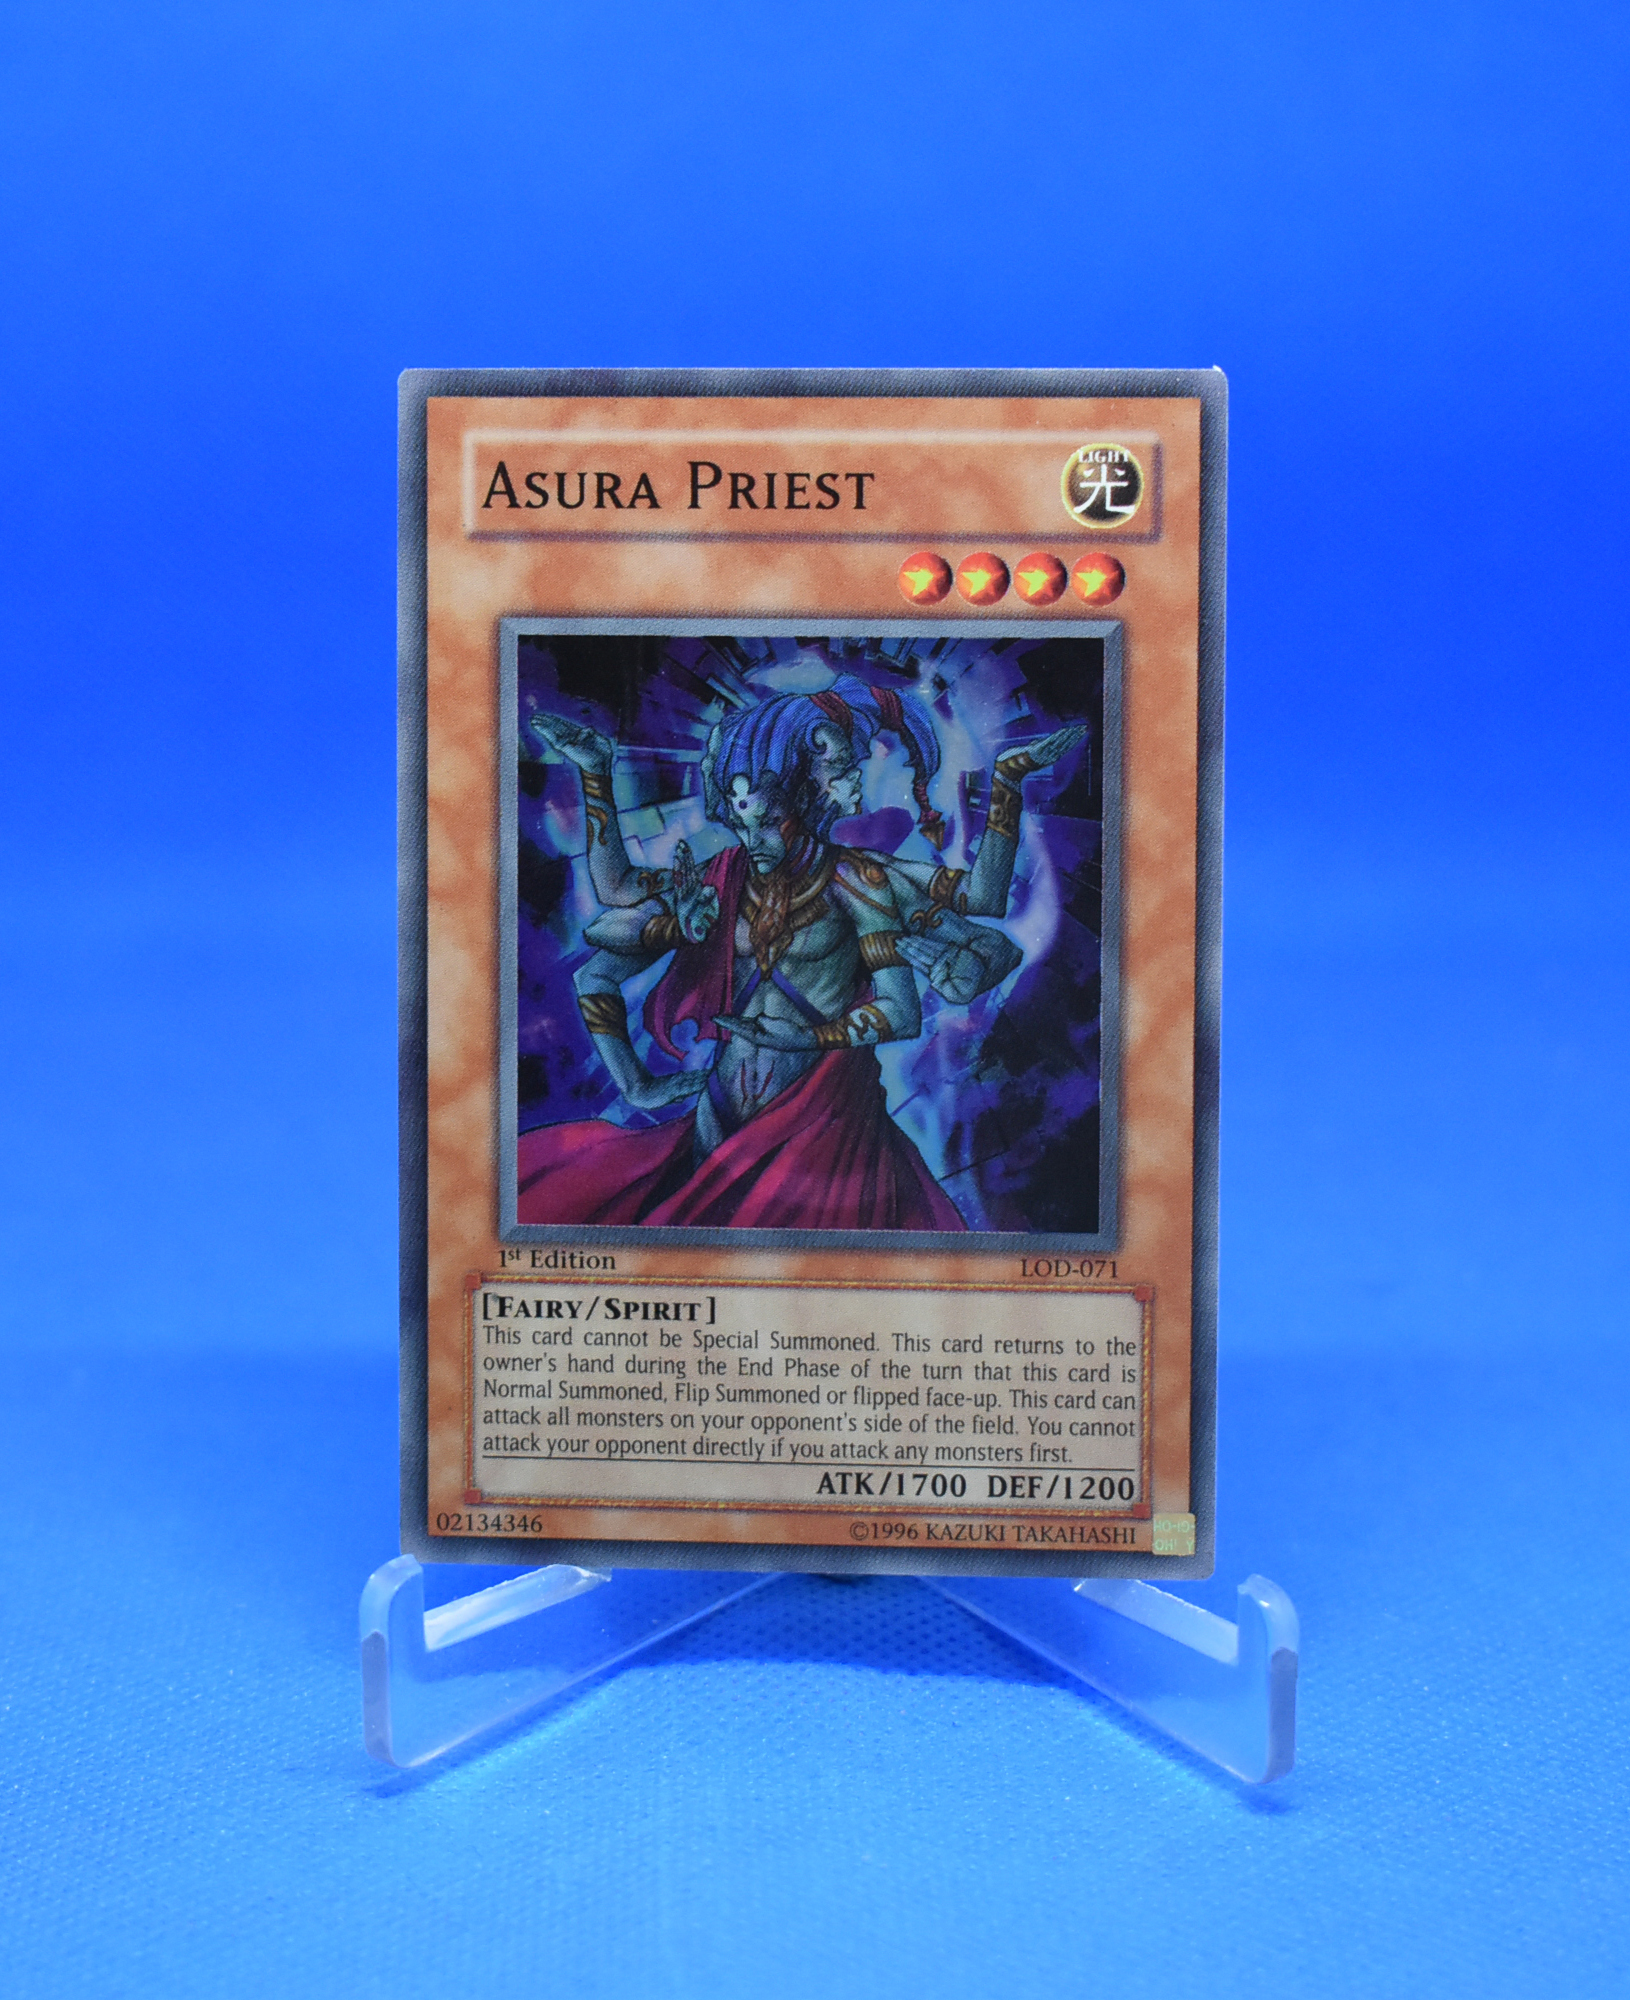 ASURA PRIEST
LIGHT
光
1st Edition
LOD-071
[FAIRY/SPIRIT]
This card cannot be Special Summoned. This card returns to the
owner's hand during the End Phase of the turn that this card is
Normal Summoned, Flip Summoned or flipped face-up. This card can
attack all monsters on your opponent's side of the field. You cannot
attack your opponent directly if you attack any monsters first.
ATK/1700 DEF/1200
02134346
©1996 KAZUKI TAKAHASHI